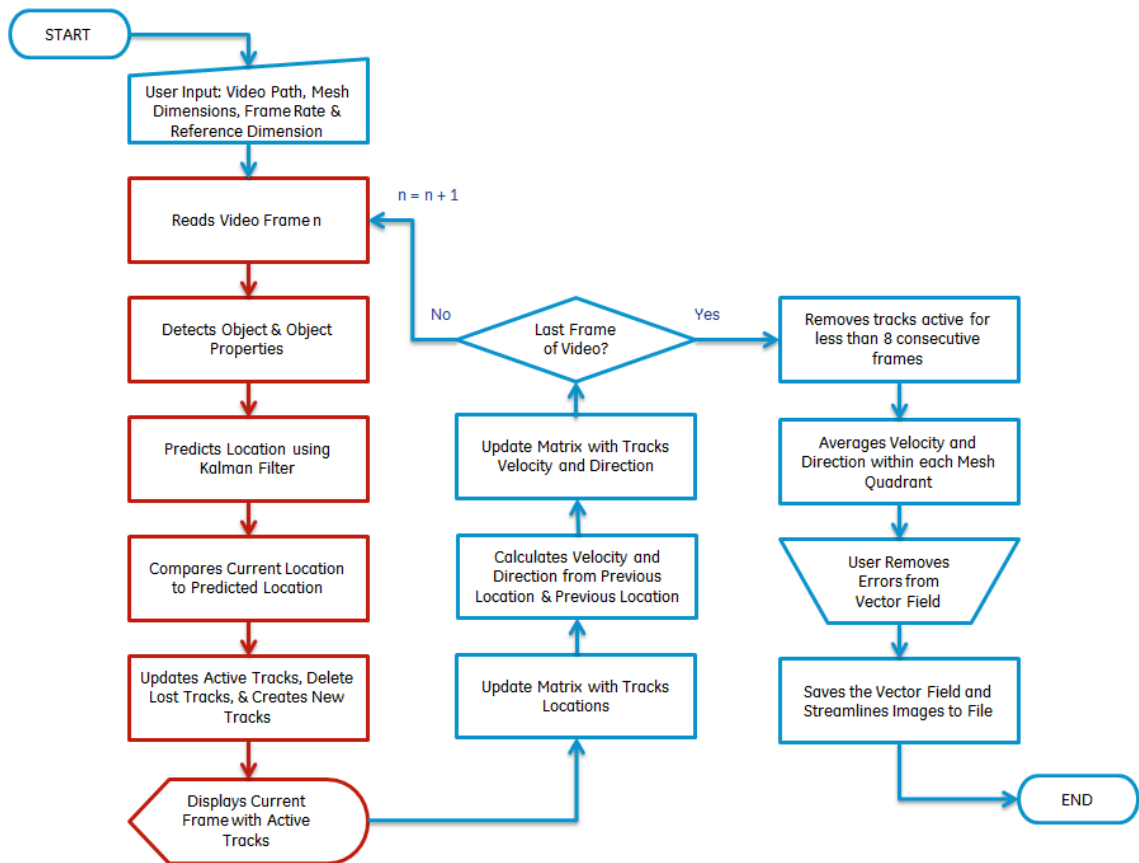 START
User Input: Video Path, Mesh
Dimensions, Frame Rate &
Reference Dimension
Reads Video Frame n
Detects Object & Object
Properties
Predicts Location using
Kalman Filter
Compares Current Location
to Predicted Location
Updates Active Tracks, Delete
Lost Tracks, & Creates New
Tracks
Displays Current
Frame with Active
Tracks
Update Matrix with Tracks
Locations
Calculates Velocity and
Direction from Previous
Location & Previous Location
Update Matrix with Tracks
Velocity and Direction
Last Frame
of Video?
No
n = n + 1
Yes
Removes tracks active for
less than 8 consecutive
frames
Averages Velocity and
Direction within each Mesh
Quadrant
User Removes
Errors from
Vector Field
Saves the Vector Field and
Streamlines Images to File
END